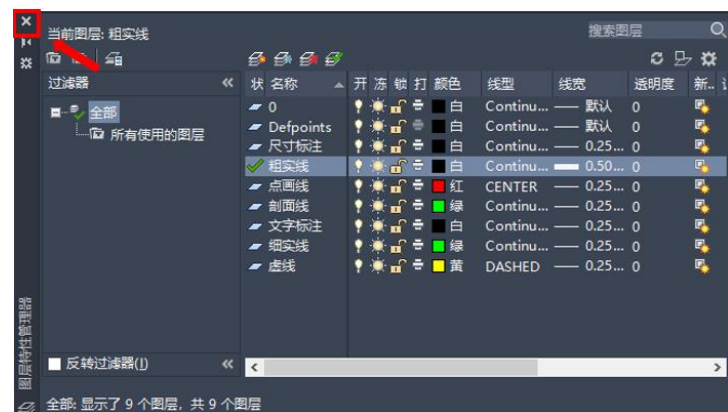 当前图层: 粗实线
搜索图层
过滤器 «
状 名称 开 冻 锁 打 颜色 线型 线宽 透明度 新..
全部
所有使用的图层
0 白 Continu... 默认 0
Defpoints 白 Continu... 默认 0
尺寸标注 白 Continu... 0.25... 0
粗实线 白 Continu... 0.50... 0
点画线 红 CENTER 0.25... 0
剖面线 绿 Continu... 0.25... 0
文字标注 白 Continu... 0.25... 0
细实线 绿 Continu... 0.25... 0
虚线 黄 DASHED 0.25... 0
反转过滤器(I) «
图层特性管理器
全部: 显示了 9 个图层，共 9 个图层